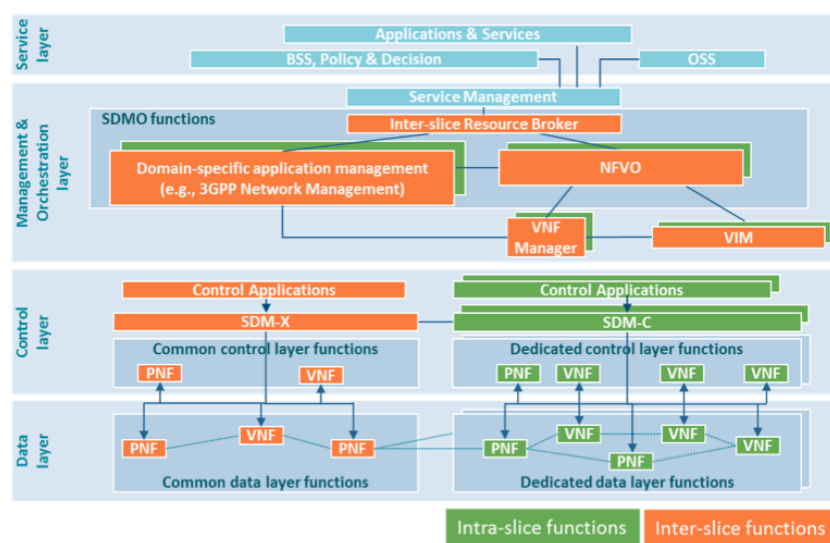 Service
layer
Applications & Services
BSS, Policy & Decision
OSS
Management &
Orchestration
layer
Service Management
SDMO functions
Inter-slice Resource Broker
Domain-specific application management
(e.g., 3GPP Network Management)
NFVO
VNF
Manager
VIM
Control
layer
Control Applications
Control Applications
SDM-X
SDM-C
Common control layer functions
Dedicated control layer functions
PNF
VNF
PNF
VNF
VNF
VNF
Data
layer
PNF
VNF
PNF
PNF
VNF
PNF
VNF
VNF
Common data layer functions
Dedicated data layer functions
Intra-slice functions
Inter-slice functions